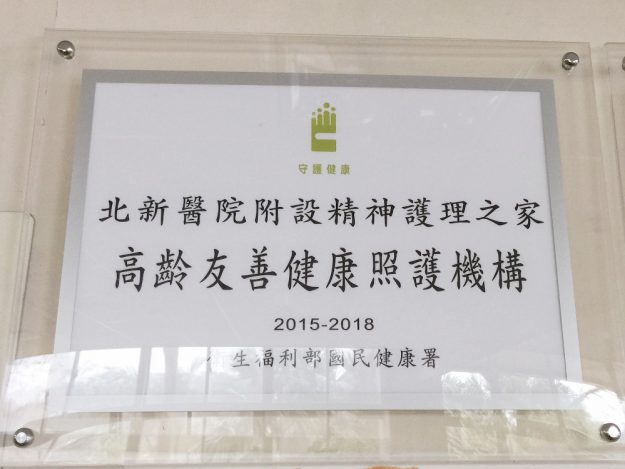 守護健康
北新醫院附設精神護理之家
高齡友善健康照護機構
2015-2018
生福利部國民健康署